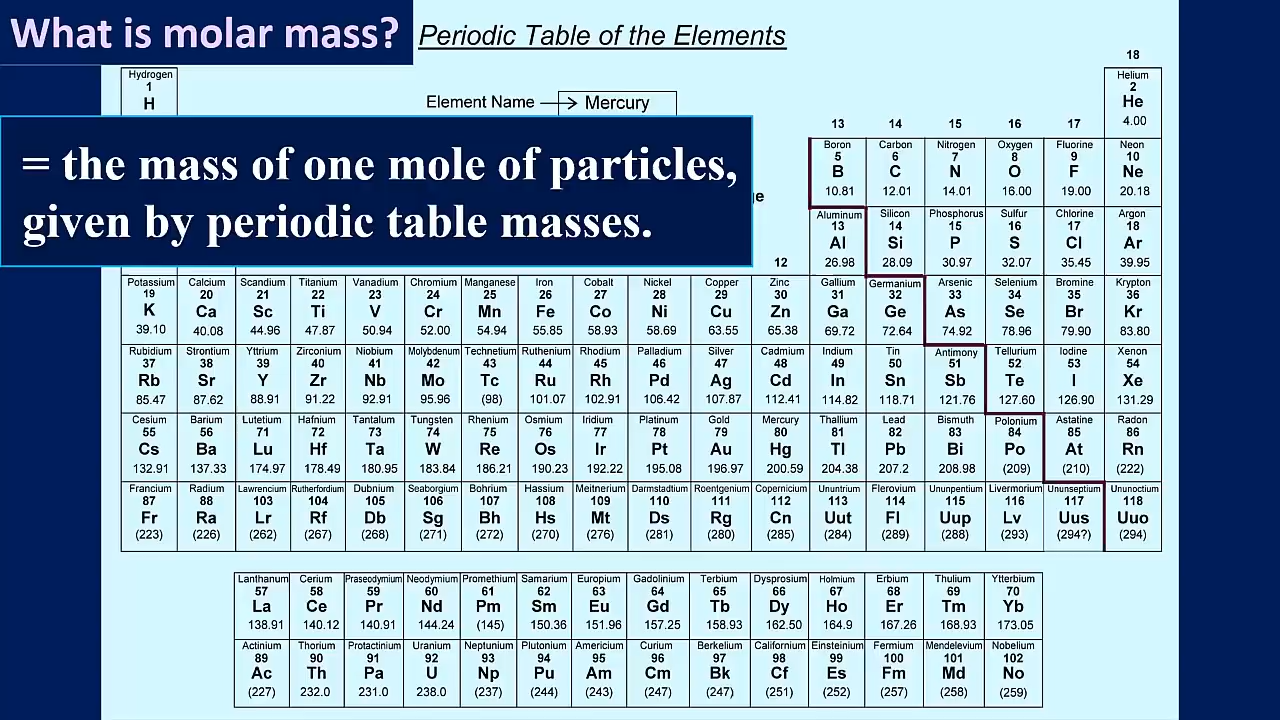 What is molar mass?
Periodic Table of the Elements
18
Hydrogen Helium
1 2
H He
Element Name Mercury
4.00
= the mass of one mole of particles,
given by periodic table masses.
13 14 15 16 17
Boron Carbon Nitrogen Oxygen Fluorine Neon
5 6 7 8 9 10
B C N O F Ne
10.81 12.01 14.01 16.00 19.00 20.18
Aluminum Silicon Phosphorus Sulfur Chlorine Argon
13 14 15 16 17 18
Al Si P S Cl Ar
12 26.98 28.09 30.97 32.07 35.45 39.95
Potassium Calcium Scandium Titanium Vanadium Chromium Manganese Iron Cobalt Nickel Copper Zinc Gallium Germanium Arsenic Selenium Bromine Krypton
19 20 21 22 23 24 25 26 27 28 29 30 31 32 33 34 35 36
K Ca Sc Ti V Cr Mn Fe Co Ni Cu Zn Ga Ge As Se Br Kr
39.10 40.08 44.96 47.87 50.94 52.00 54.94 55.85 58.93 58.69 63.55 65.38 69.72 72.64 74.92 78.96 79.90 83.80
Rubidium Strontium Yttrium Zirconium Niobium Molybdenum Technetium Ruthenium Rhodium Palladium Silver Cadmium Indium Tin Antimony Tellurium Iodine Xenon
37 38 39 40 41 42 43 44 45 46 47 48 49 50 51 52 53 54
Rb Sr Y Zr Nb Mo Tc Ru Rh Pd Ag Cd In Sn Sb Te I Xe
85.47 87.62 88.91 91.22 92.91 95.96 (98) 101.07 102.91 106.42 107.87 112.41 114.82 118.71 121.76 127.60 126.90 131.29
Cesium Barium Lutetium Hafnium Tantalum Tungsten Rhenium Osmium Iridium Platinum Gold Mercury Thallium Lead Bismuth Polonium Astatine Radon
55 56 71 72 73 74 75 76 77 78 79 80 81 82 83 84 85 86
Cs Ba Lu Hf Ta W Re Os Ir Pt Au Hg Tl Pb Bi Po At Rn
132.91 137.33 174.97 178.49 180.95 183.84 186.21 190.23 192.22 195.08 196.97 200.59 204.38 207.2 208.98 (209) (210) (222)
Francium Radium Lawrencium Rutherfordium Dubnium Seaborgium Bohrium Hassium Meitnerium Darmstadtium Roentgenium Copernicium Ununtrium Flerovium Ununpentium Livermorium Ununseptium Ununoctium
87 88 103 104 105 106 107 108 109 110 111 112 113 114 115 116 117 118
Fr Ra Lr Rf Db Sg Bh Hs Mt Ds Rg Cn Uut Fl Uup Lv Uus Uuo
(223) (226) (262) (267) (268) (271) (272) (270) (276) (281) (280) (285) (284) (289) (288) (293) (294?) (294)
Lanthanum Cerium Praseodymium Neodymium Promethium Samarium Europium Gadolinium Terbium Dysprosium Holmium Erbium Thulium Ytterbium
57 58 59 60 61 62 63 64 65 66 67 68 69 70
La Ce Pr Nd Pm Sm Eu Gd Tb Dy Ho Er Tm Yb
138.91 140.12 140.91 144.24 (145) 150.36 151.96 157.25 158.93 162.50 164.9 167.26 168.93 173.05
Actinium Thorium Protactinium Uranium Neptunium Plutonium Americium Curium Berkelium Californium Einsteinium Fermium Mendelevium Nobelium
89 90 91 92 93 94 95 96 97 98 99 100 101 102
Ac Th Pa U Np Pu Am Cm Bk Cf Es Fm Md No
(227) 232.0 231.0 238.0 (237) (244) (243) (247) (247) (251) (252) (257) (258) (259)